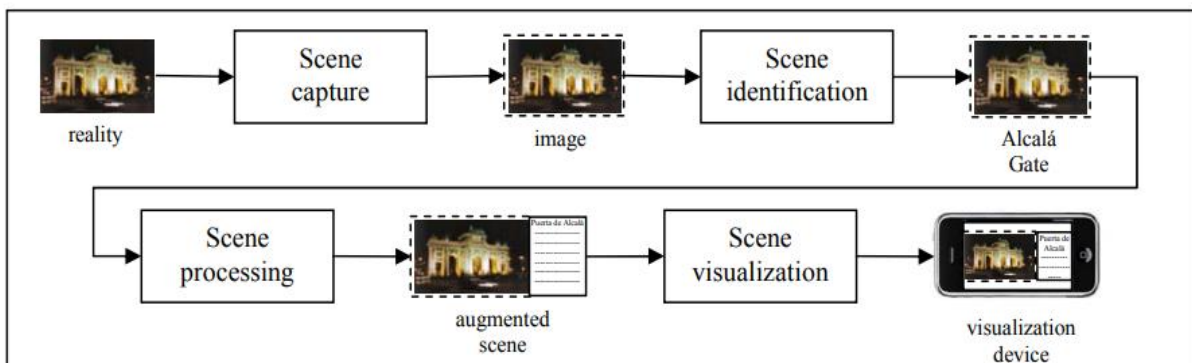 Scene
capture
Scene
identification
reality
image
Alcalá
Gate
Scene
processing
Puerta de Alcalá
Scene
visualization
Puerta de
Alcalá
augmented
scene
visualization
device